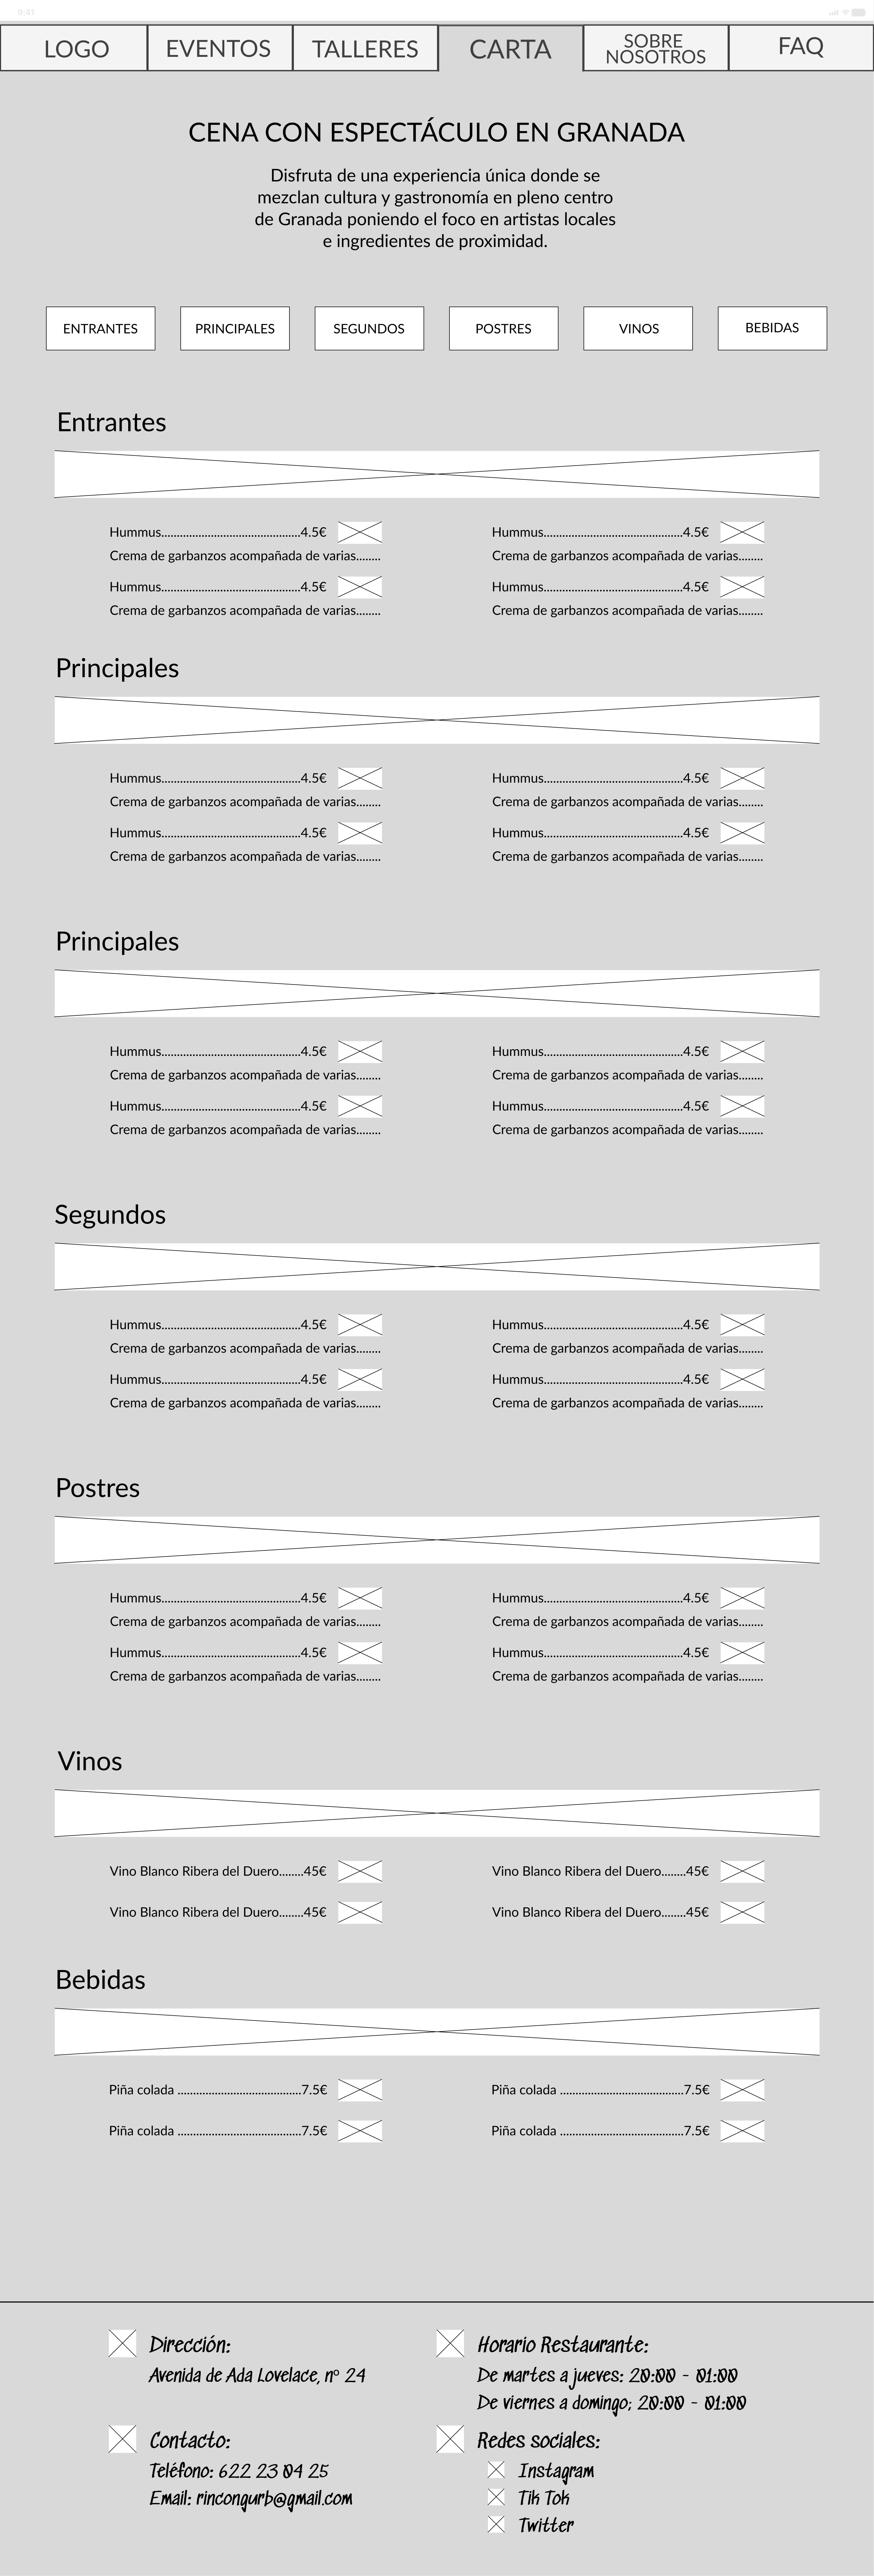 9:41
LOGO
EVENTOS
TALLERES
CARTA
SOBRE
NOSOTROS
FAQ
CENA CON ESPECTÁCULO EN GRANADA
Disfruta de una experiencia única donde se
mezclan cultura y gastronomía en pleno centro
de Granada poniendo el foco en artistas locales
e ingredientes de proximidad.
ENTRANTES
PRINCIPALES
SEGUNDOS
POSTRES
VINOS
BEBIDAS
Entrantes
Hummus...........................................4.5€
Hummus...........................................4.5€
Crema de garbanzos acompañada de varias........
Crema de garbanzos acompañada de varias........
Hummus...........................................4.5€
Hummus...........................................4.5€
Crema de garbanzos acompañada de varias........
Crema de garbanzos acompañada de varias........
Principales
Hummus...........................................4.5€
Hummus...........................................4.5€
Crema de garbanzos acompañada de varias........
Crema de garbanzos acompañada de varias........
Hummus...........................................4.5€
Hummus...........................................4.5€
Crema de garbanzos acompañada de varias........
Crema de garbanzos acompañada de varias........
Principales
Hummus...........................................4.5€
Hummus...........................................4.5€
Crema de garbanzos acompañada de varias........
Crema de garbanzos acompañada de varias........
Hummus...........................................4.5€
Hummus...........................................4.5€
Crema de garbanzos acompañada de varias........
Crema de garbanzos acompañada de varias........
Segundos
Hummus...........................................4.5€
Hummus...........................................4.5€
Crema de garbanzos acompañada de varias........
Crema de garbanzos acompañada de varias........
Hummus...........................................4.5€
Hummus...........................................4.5€
Crema de garbanzos acompañada de varias........
Crema de garbanzos acompañada de varias........
Postres
Hummus...........................................4.5€
Hummus...........................................4.5€
Crema de garbanzos acompañada de varias........
Crema de garbanzos acompañada de varias........
Hummus...........................................4.5€
Hummus...........................................4.5€
Crema de garbanzos acompañada de varias........
Crema de garbanzos acompañada de varias........
Vinos
Vino Blanco Ribera del Duero........45€
Vino Blanco Ribera del Duero........45€
Vino Blanco Ribera del Duero........45€
Vino Blanco Ribera del Duero........45€
Bebidas
Piña colada ......................................7.5€
Piña colada ......................................7.5€
Piña colada ......................................7.5€
Piña colada ......................................7.5€
Dirección:
Avenida de Ada Lovelace, nº 24
Horario Restaurante:
De martes a jueves: 20:00 - 01:00
De viernes a domingo; 20:00 - 01:00
Contacto:
Teléfono: 622 23 04 25
Email: rincongurb@gmail.com
Redes sociales:
Instagram
Tik Tok
Twitter